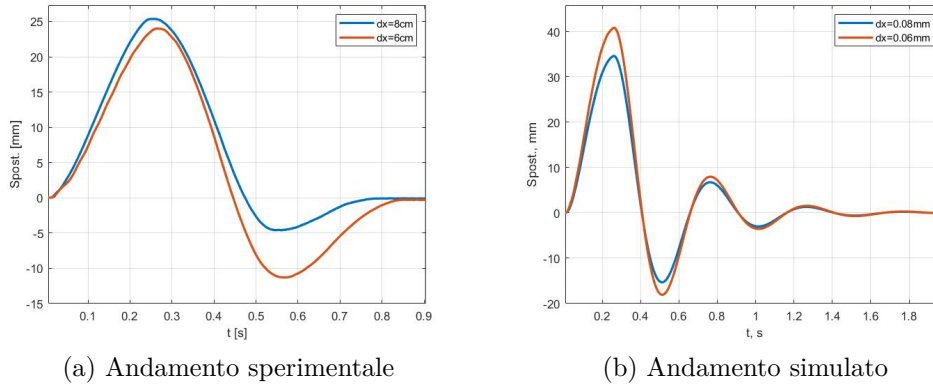 dx=8cm
dx=6cm
Spost. [mm]
25
20
15
10
5
0
-5
-10
-15
0.1 0.2 0.3 0.4 0.5 0.6 0.7 0.8 0.9
t [s]
(a) Andamento sperimentale
dx=0.08mm
dx=0.06mm
Spost., mm
40
30
20
10
0
-10
-20
0.2 0.4 0.6 0.8 1 1.2 1.4 1.6 1.8
t, s
(b) Andamento simulato